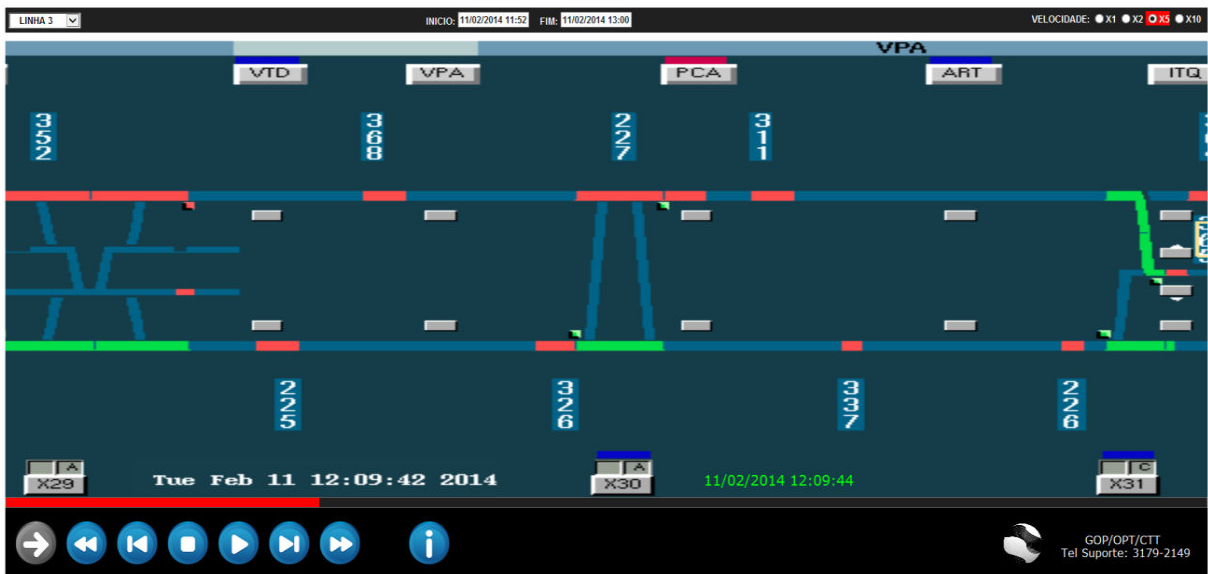 LINHA 3 INICIO: 11/02/2014 11:52 FIM: 11/02/2014 13:00 VELOCIDADE: X1 X2 X5 X10
VPA
VTD VPA PCA ART ITQ
352 368 227 311
225 326 337 226
A A C
X29 Tue Feb 11 12:09:42 2014 X30 11/02/2014 12:09:44 X31
GOP/OPT/CTT
Tel Suporte: 3179-2149